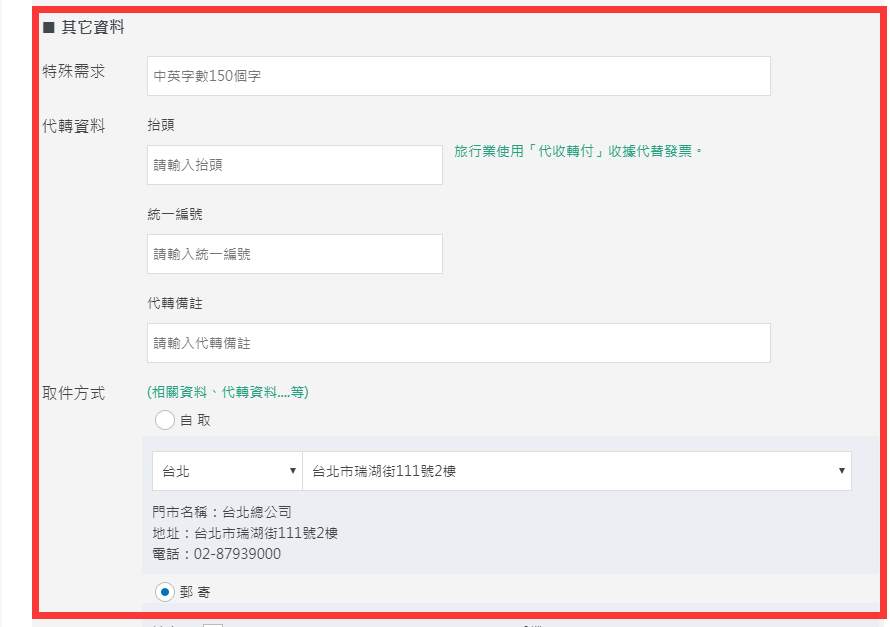 ■ 其它資料
特殊需求
中英字數150個字
代轉資料
抬頭
請輸入抬頭
旅行業使用「代收轉付」收據代替發票。
統一編號
請輸入統一編號
代轉備註
請輸入代轉備註
取件方式
(相關資料、代轉資料....等)
自 取
台北
台北市瑞湖街111號2樓
門市名稱：台北總公司
地址：台北市瑞湖街111號2樓
電話：02-87939000
郵 寄